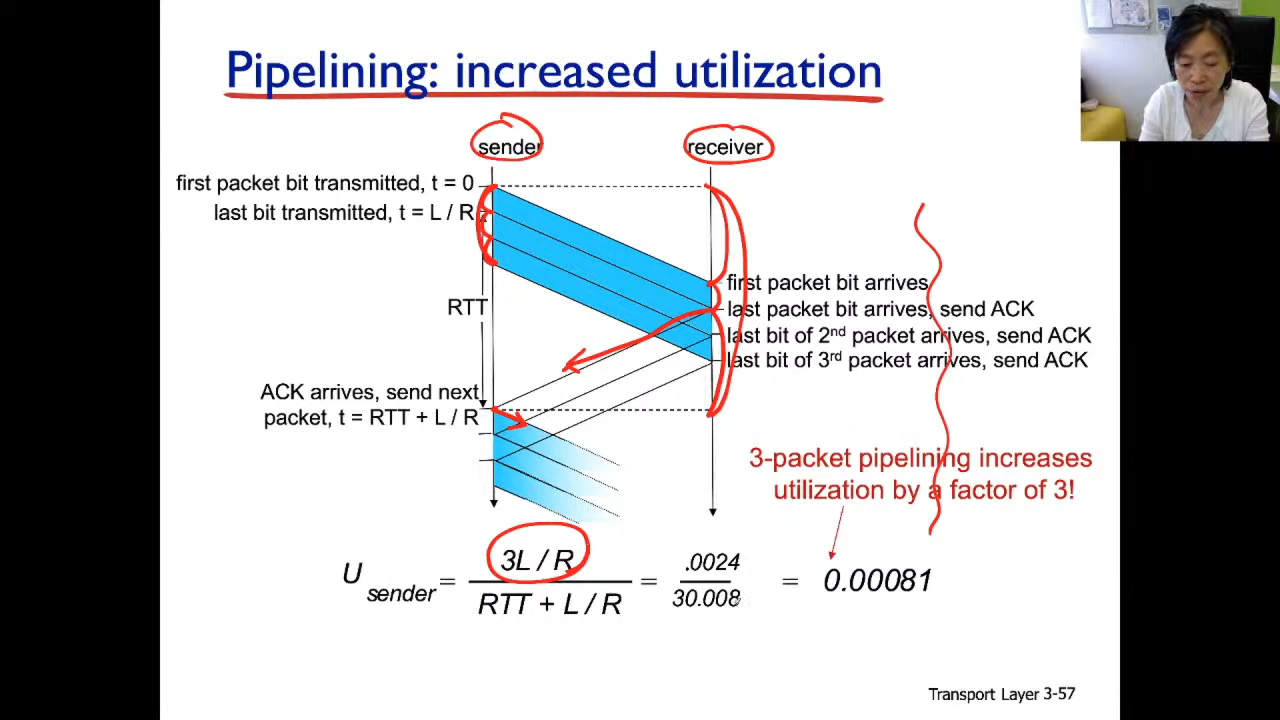 Pipelining: increased utilization
sender
receiver
first packet bit transmitted, t = 0
last bit transmitted, t = L / R
first packet bit arrives
RTT
last packet bit arrives, send ACK
last bit of 2nd packet arrives, send ACK
last bit of 3rd packet arrives, send ACK
ACK arrives, send next
packet, t = RTT + L / R
3-packet pipelining increases
utilization by a factor of 3!
U sender = 3L / R / RTT + L / R = .0024 / 30.008 = 0.00081
Transport Layer 3-57